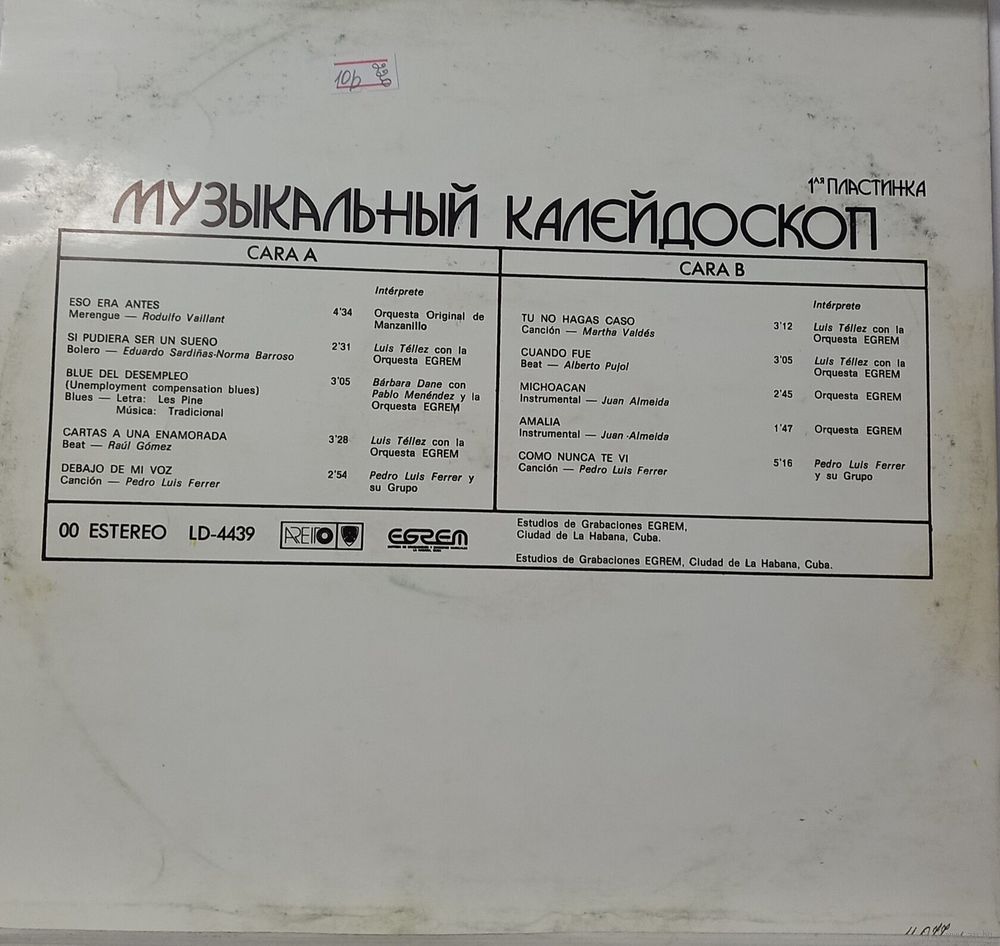 10р 220
1ая ПЛАСТИНКА
МУЗЫКАЛЬНЫЙ КАЛЕЙДОСКОП
CARA A
Intérprete
ESO ERA ANTES
Merengue — Rodulfo Vaillant
4'34
Orquesta Original de
Manzanillo
SI PUDIERA SER UN SUEÑO
Bolero — Eduardo Sardiñas-Norma Barroso
2'31
Luis Téllez con la
Orquesta EGREM
BLUE DEL DESEMPLEO
(Unemployment compensation blues)
Blues — Letra: Les Pine
Música: Tradicional
3'05
Bárbara Dane con
Pablo Menéndez y la
Orquesta EGREM
CARTAS A UNA ENAMORADA
Beat — Raúl Gómez
3'28
Luis Téllez con la
Orquesta EGREM
DEBAJO DE MI VOZ
Canción — Pedro Luis Ferrer
2'54
Pedro Luis Ferrer y
su Grupo
CARA B
Intérprete
TU NO HAGAS CASO
Canción — Martha Valdés
3'12
Luis Téllez con la
Orquesta EGREM
CUANDO FUE
Beat — Alberto Pujol
3'05
Luis Téllez con la
Orquesta EGREM
MICHOACAN
Instrumental — Juan Almeida
2'45
Orquesta EGREM
AMALIA
Instrumental — Juan Almeida
1'47
Orquesta EGREM
COMO NUNCA TE VI
Canción — Pedro Luis Ferrer
5'16
Pedro Luis Ferrer
y su Grupo
00 ESTEREO LD-4439
AREITO
EGREM
Estudios de Grabaciones EGREM,
Ciudad de La Habana, Cuba.
Estudios de Grabaciones EGREM, Ciudad de La Habana, Cuba.